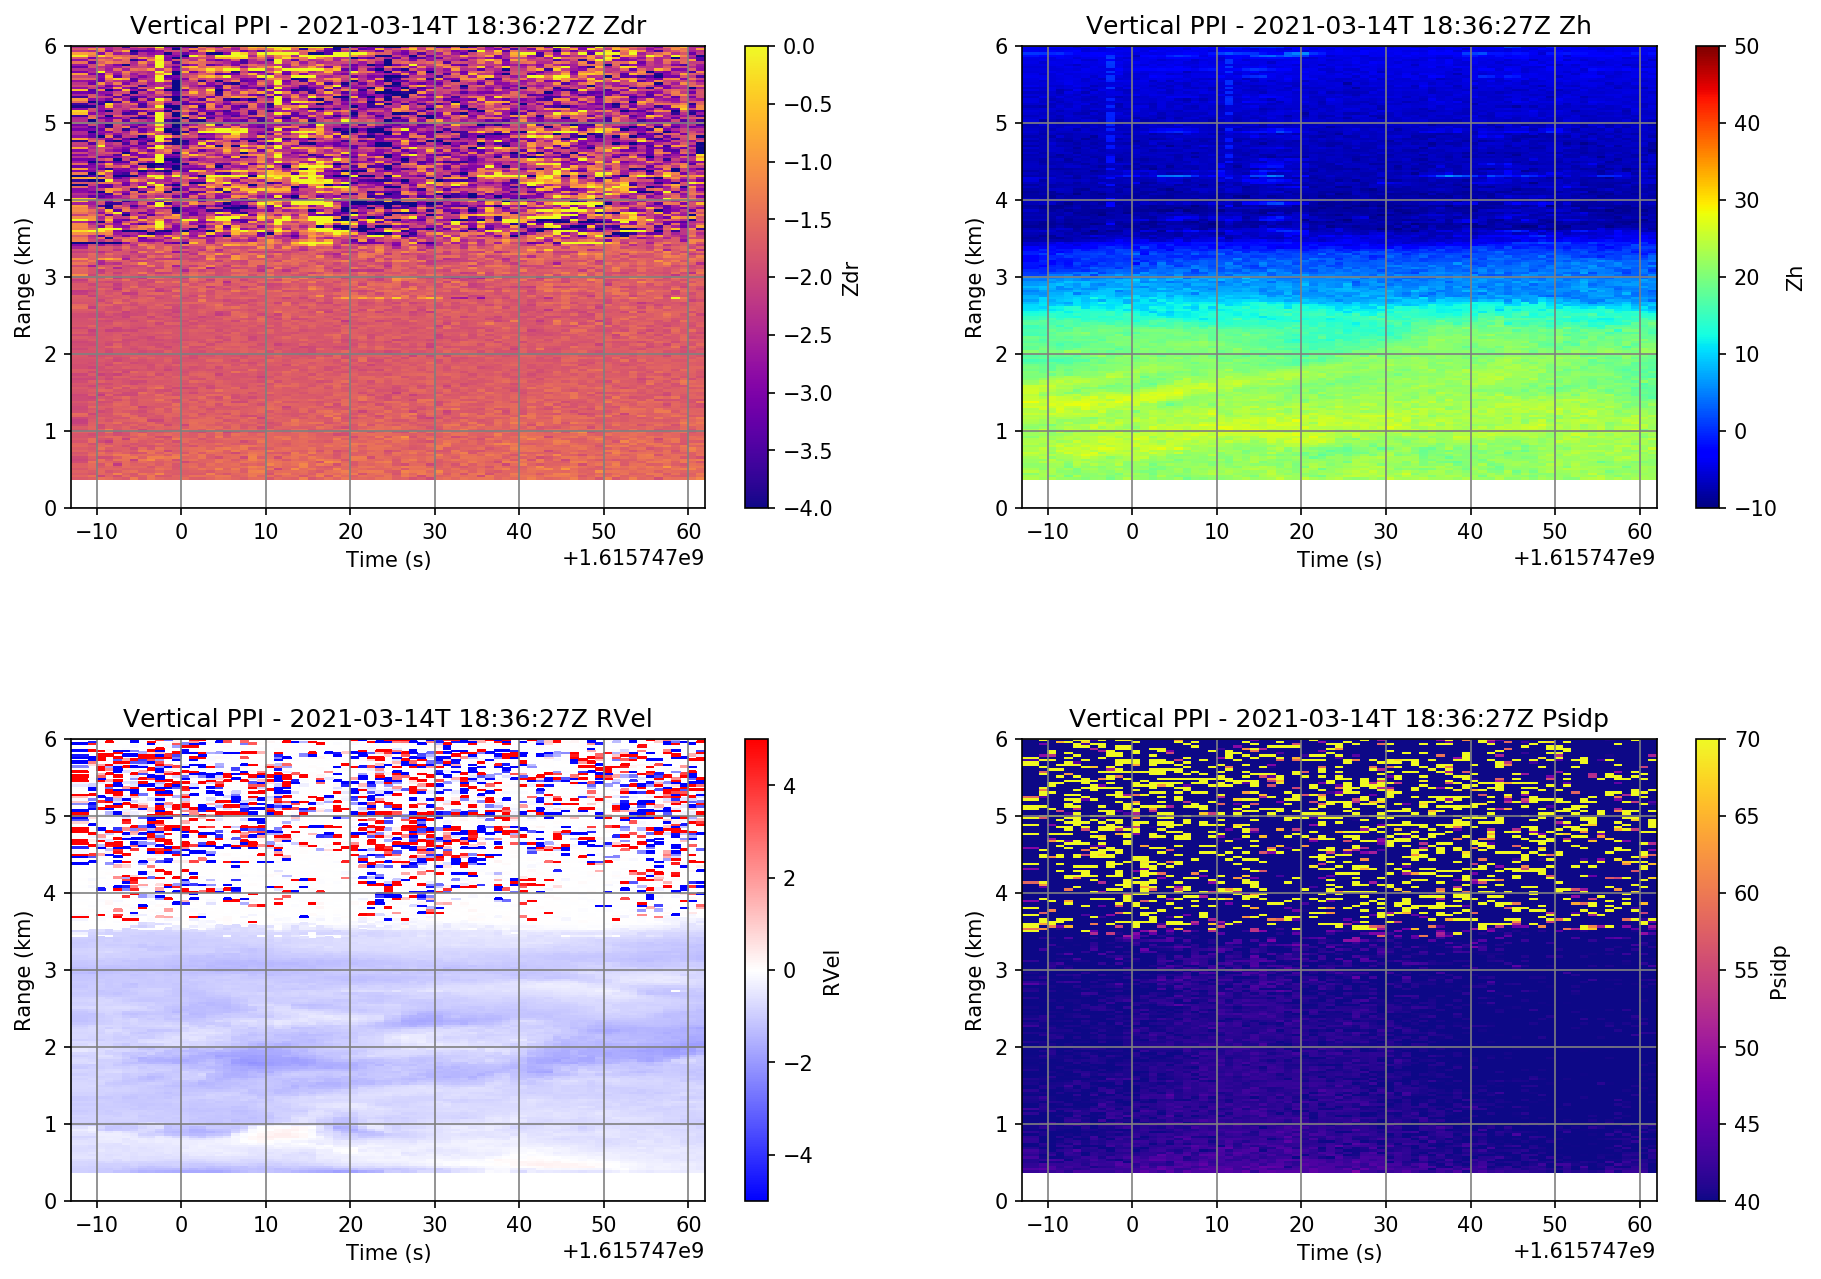 Vertical PPI - 2021-03-14T 18:36:27Z Zdr
6
5
4
3
2
1
0
Range (km)
−10 0 10 20 30 40 50 60
Time (s)
+1.615747e9
0.0
−0.5
−1.0
−1.5
−2.0
−2.5
−3.0
−3.5
−4.0
Zdr
Vertical PPI - 2021-03-14T 18:36:27Z Zh
6
5
4
3
2
1
0
Range (km)
−10 0 10 20 30 40 50 60
Time (s)
+1.615747e9
50
40
30
20
10
0
−10
Zh
Vertical PPI - 2021-03-14T 18:36:27Z RVel
6
5
4
3
2
1
0
Range (km)
−10 0 10 20 30 40 50 60
Time (s)
+1.615747e9
4
2
0
−2
−4
RVel
Vertical PPI - 2021-03-14T 18:36:27Z Psidp
6
5
4
3
2
1
0
Range (km)
−10 0 10 20 30 40 50 60
Time (s)
+1.615747e9
70
65
60
55
50
45
40
Psidp